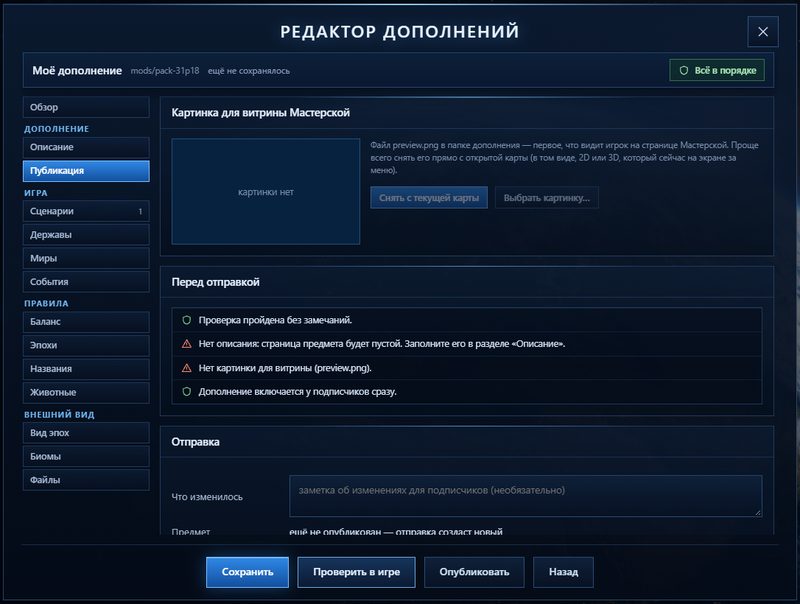 РЕДАКТОР ДОПОЛНЕНИЙ
Моё дополнение mods/pack-31p18 ещё не сохранялось
Всё в порядке
Обзор
ДОПОЛНЕНИЕ
Описание
Публикация
ИГРА
Сценарии 1
Державы
Миры
События
ПРАВИЛА
Баланс
Эпохи
Названия
Животные
ВНЕШНИЙ ВИД
Вид эпох
Биомы
Файлы
Картинка для витрины Мастерской
картинки нет
Файл preview.png в папке дополнения — первое, что видит игрок на странице Мастерской. Проще
всего снять его прямо с открытой карты (в том виде, 2D или 3D, который сейчас на экране за
меню).
Снять с текущей карты
Выбрать картинку...
Перед отправкой
Проверка пройдена без замечаний.
Нет описания: страница предмета будет пустой. Заполните его в разделе «Описание».
Нет картинки для витрины (preview.png).
Дополнение включается у подписчиков сразу.
Отправка
Что изменилось
заметка об изменениях для подписчиков (необязательно)
Предмет
ещё не опубликован — отправка создаст новый
Сохранить
Проверить в игре
Опубликовать
Назад